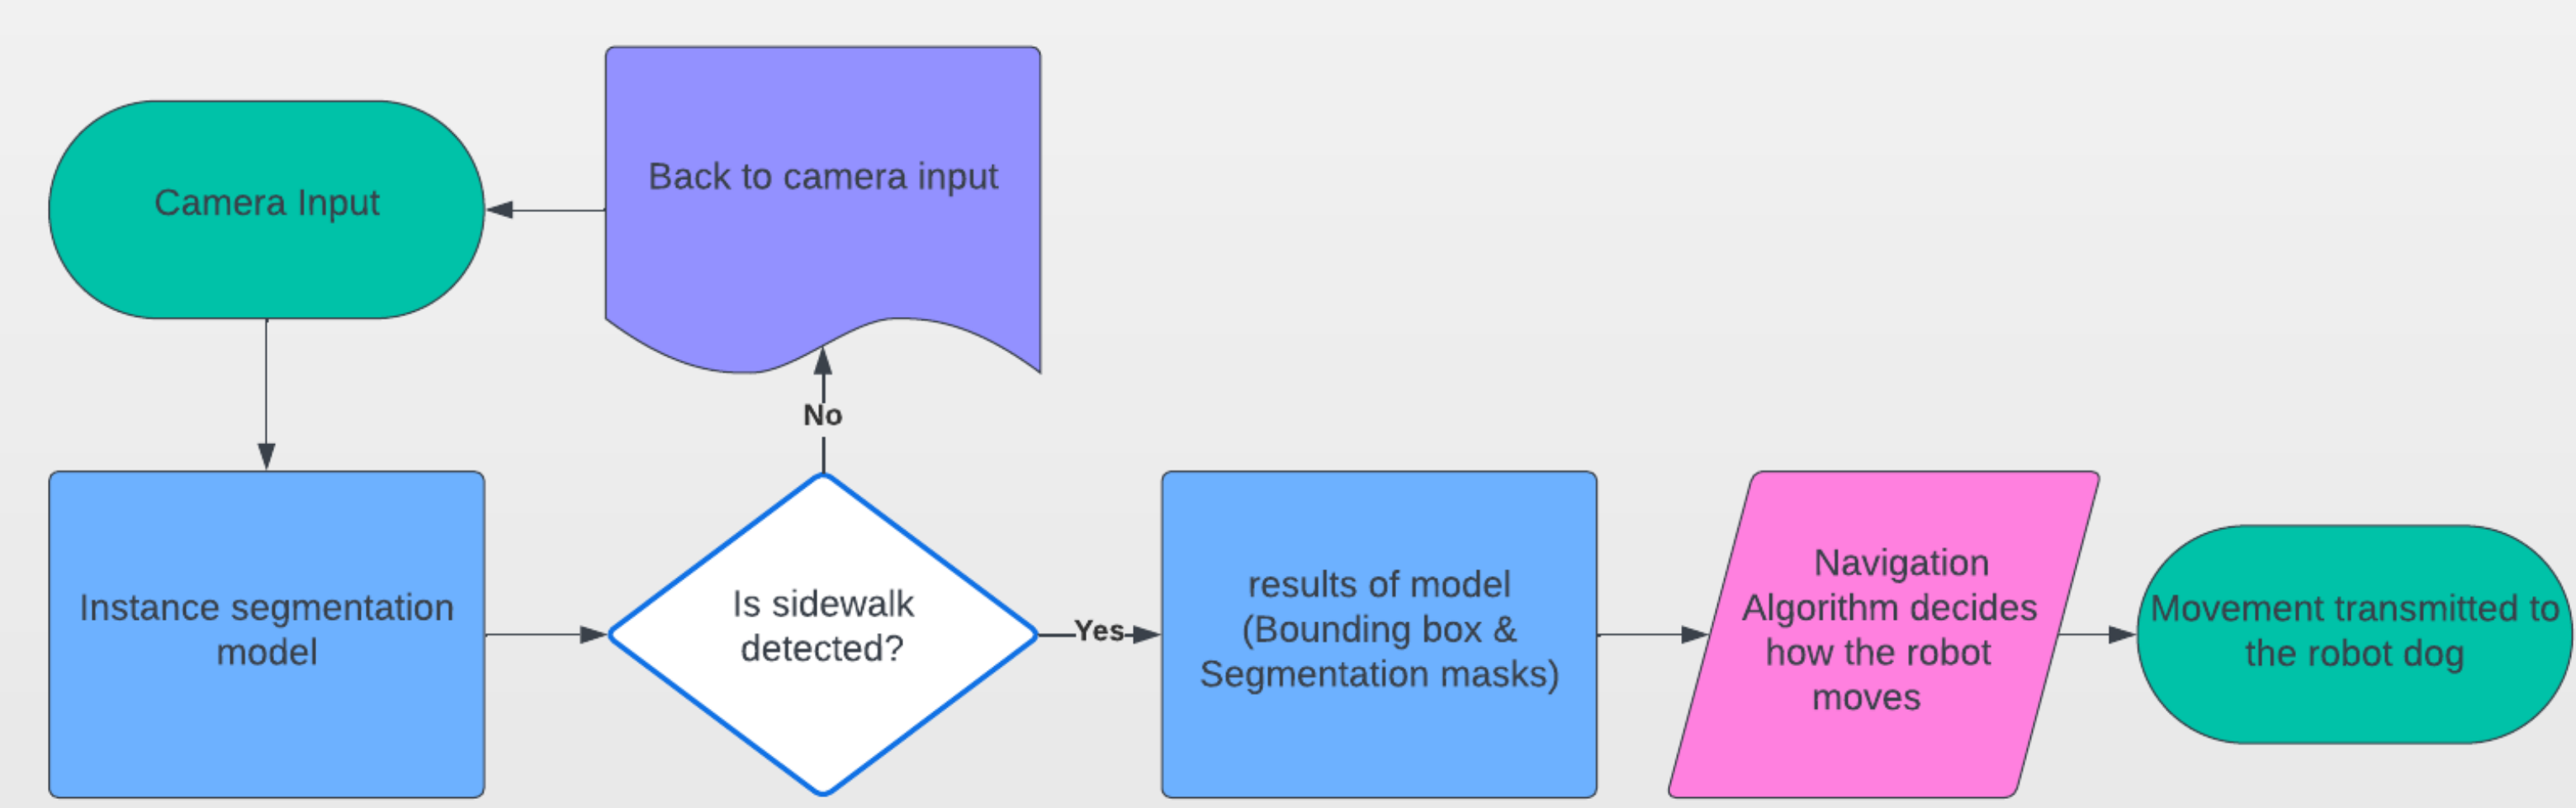 Camera Input
Back to camera input
No
Instance segmentation
model
Is sidewalk
detected?
Yes
results of model
(Bounding box &
Segmentation masks)
Navigation
Algorithm decides
how the robot
moves
Movement transmitted to
the robot dog